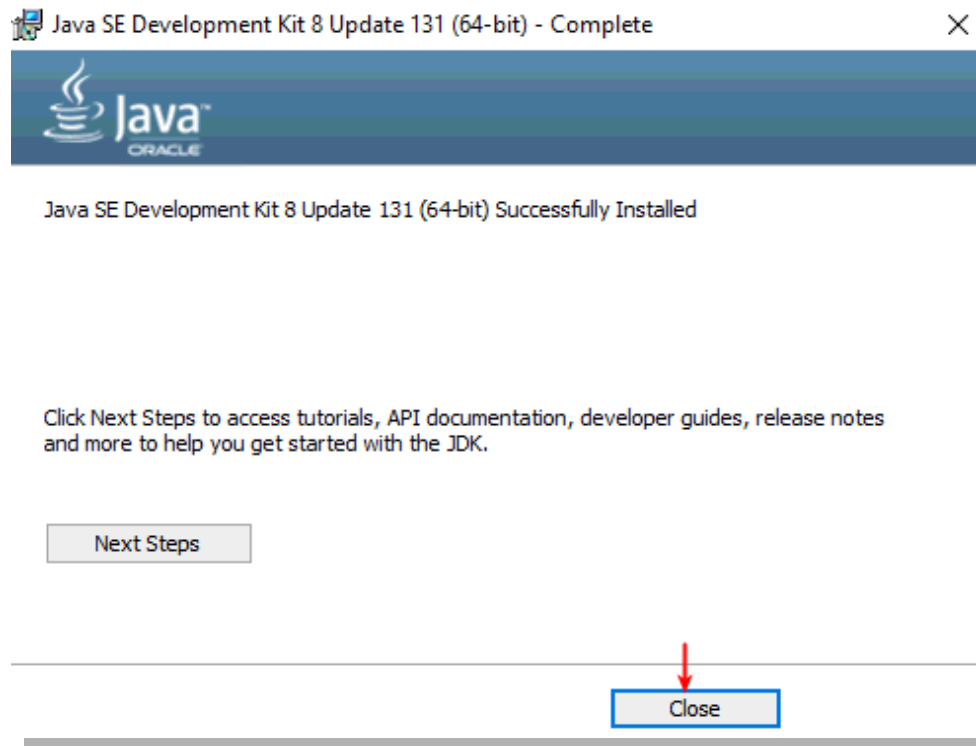 Java SE Development Kit 8 Update 131 (64-bit) - Complete
Java™
ORACLE
Java SE Development Kit 8 Update 131 (64-bit) Successfully Installed
Click Next Steps to access tutorials, API documentation, developer guides, release notes
and more to help you get started with the JDK.
Next Steps
Close